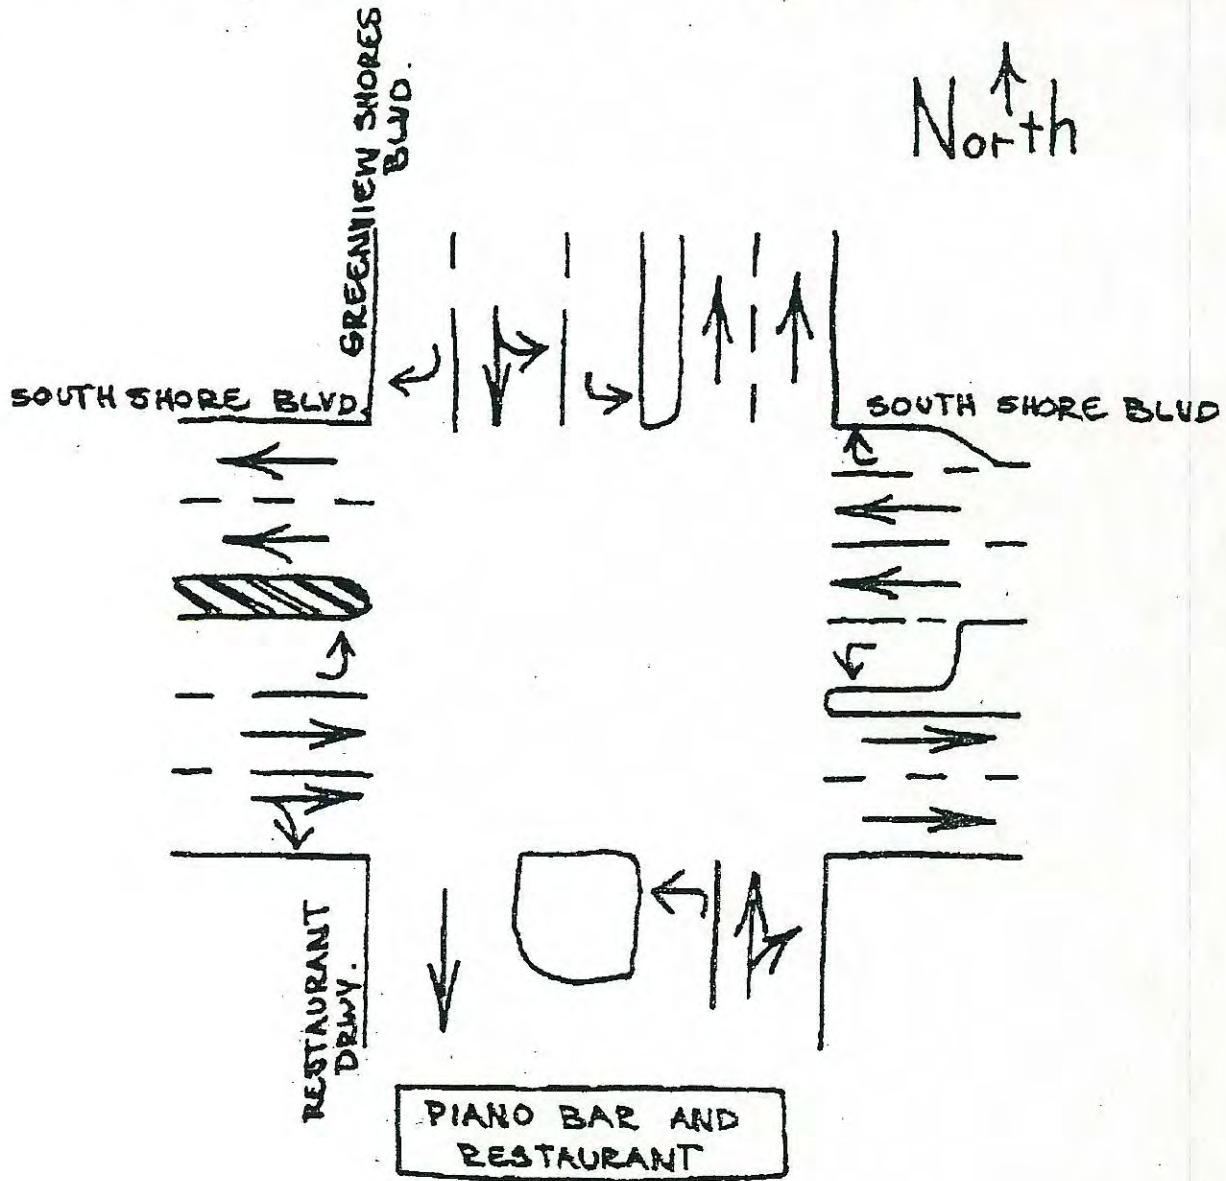 GREENVIEW SHORES
BLVD.
North
SOUTH SHORE BLVD.
SOUTH SHORE BLVD
RESTAURANT
DRWY.
PIANO BAR AND
RESTAURANT